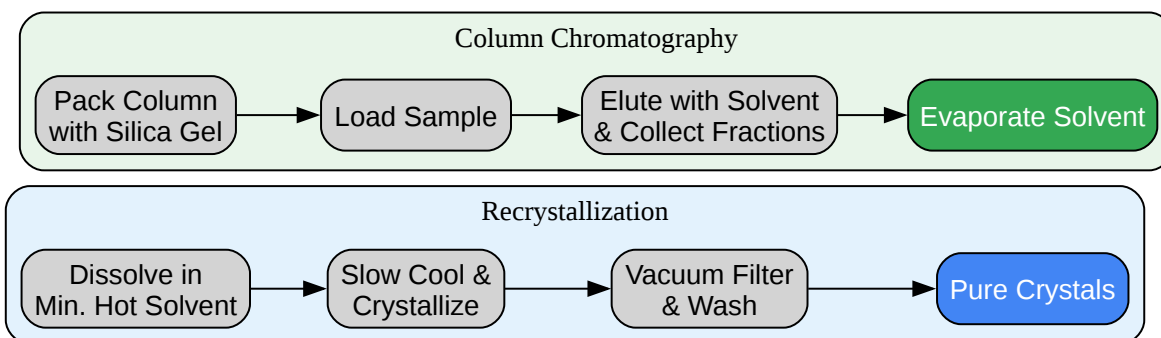 Column Chromatography
Pack Column
with Silica Gel
Load Sample
Elute with Solvent
& Collect Fractions
Evaporate Solvent
Recrystallization
Dissolve in
Min. Hot Solvent
Slow Cool &
Crystallize
Vacuum Filter
& Wash
Pure Crystals